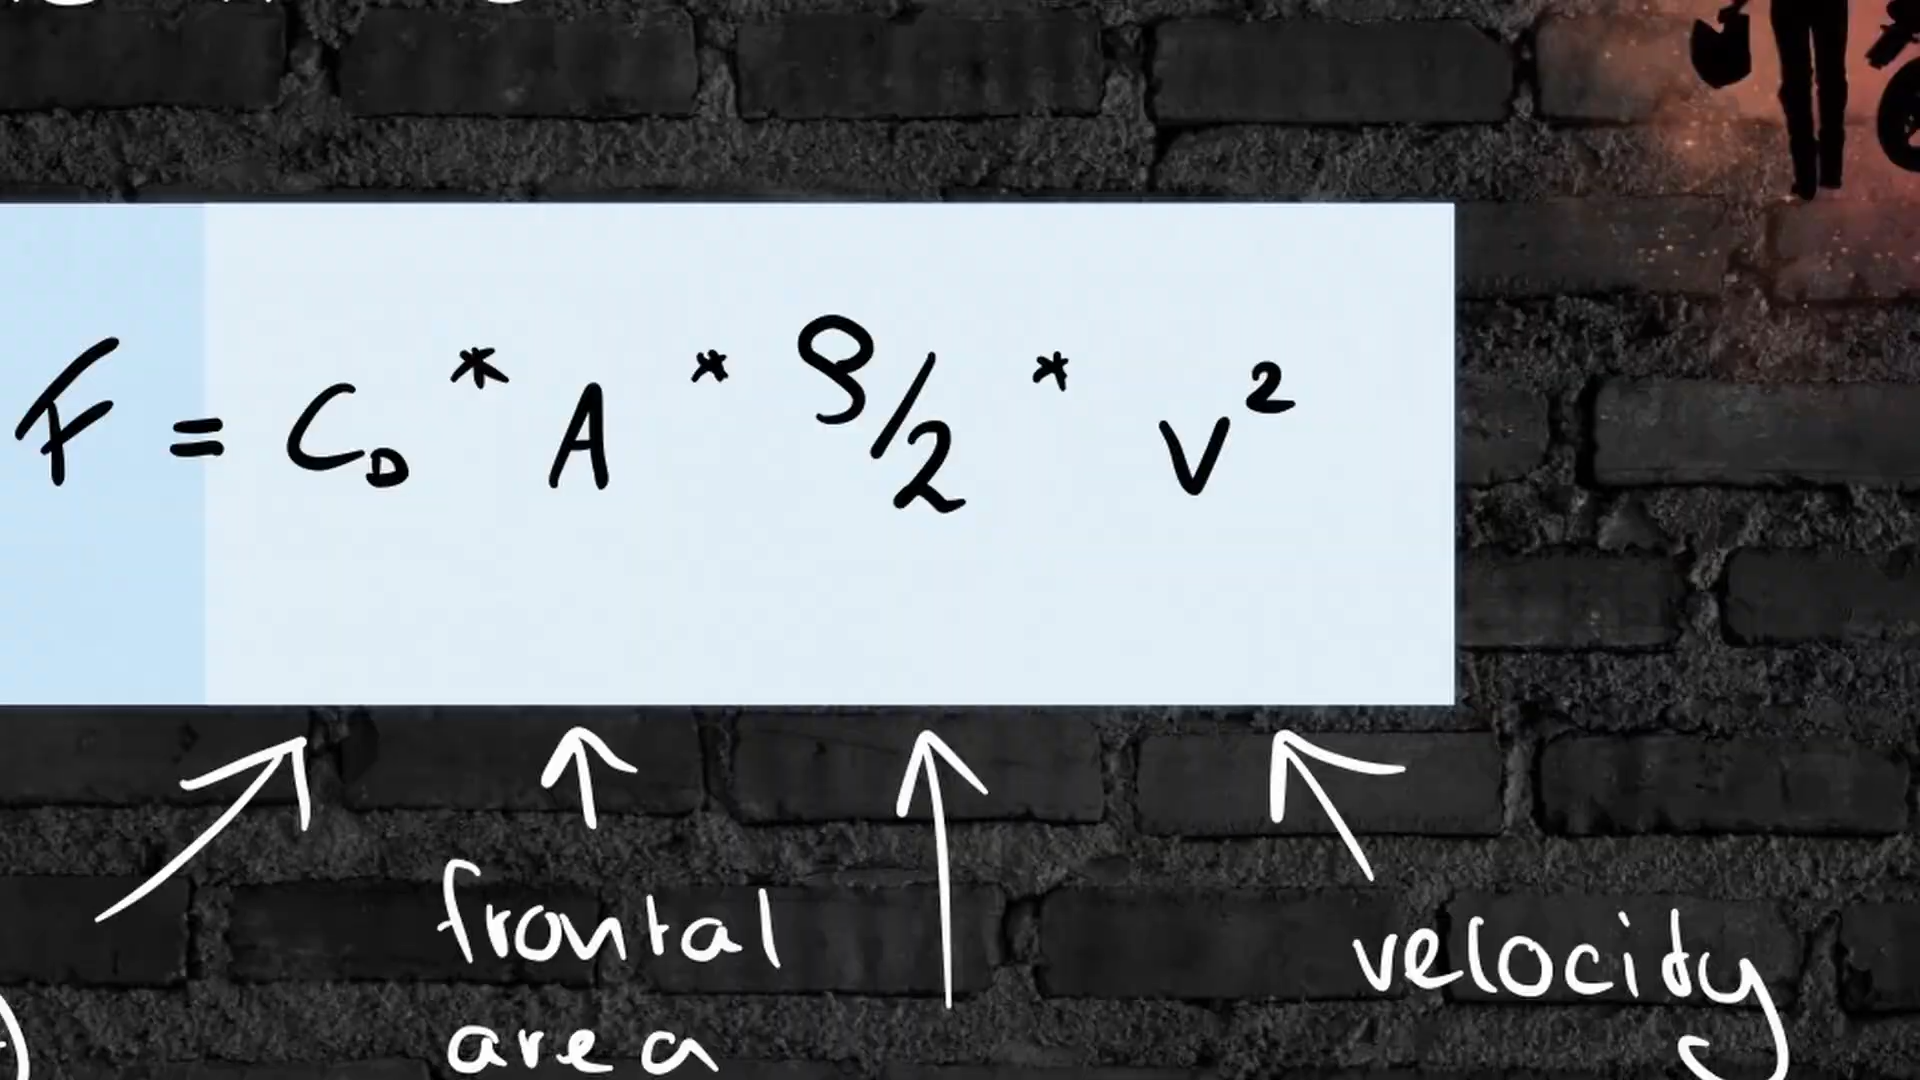 F = C_D * A * ρ/2 * v²
frontal
area
velocity